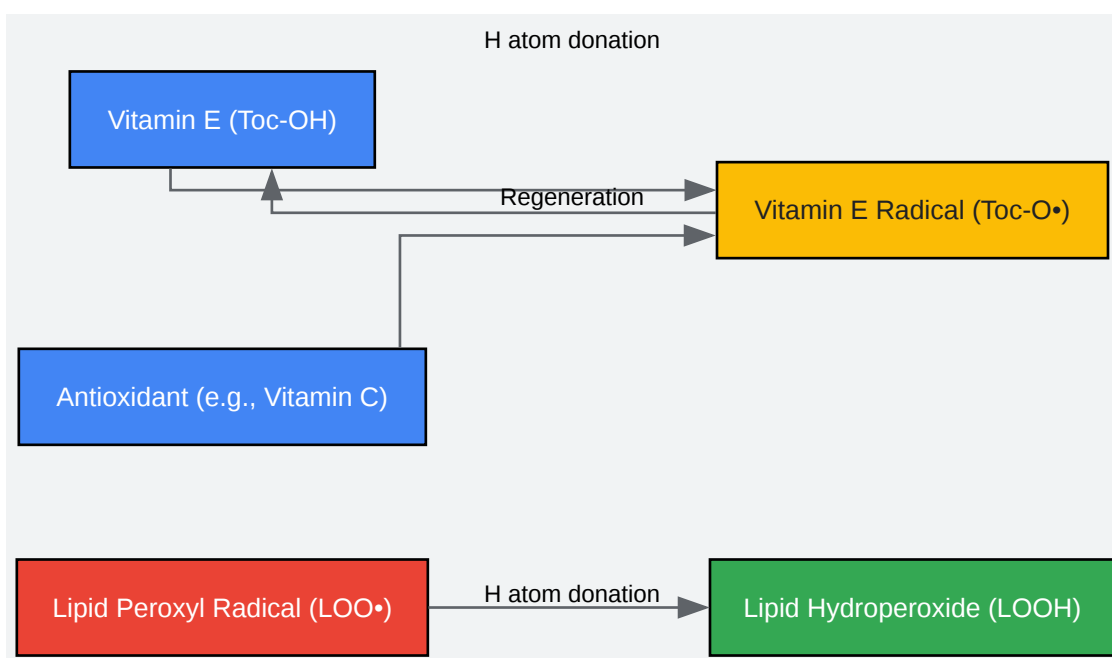 H atom donation
Vitamin E (Toc-OH)
Regeneration
Vitamin E Radical (Toc-O•)
Antioxidant (e.g., Vitamin C)
Lipid Peroxyl Radical (LOO•)
H atom donation
Lipid Hydroperoxide (LOOH)